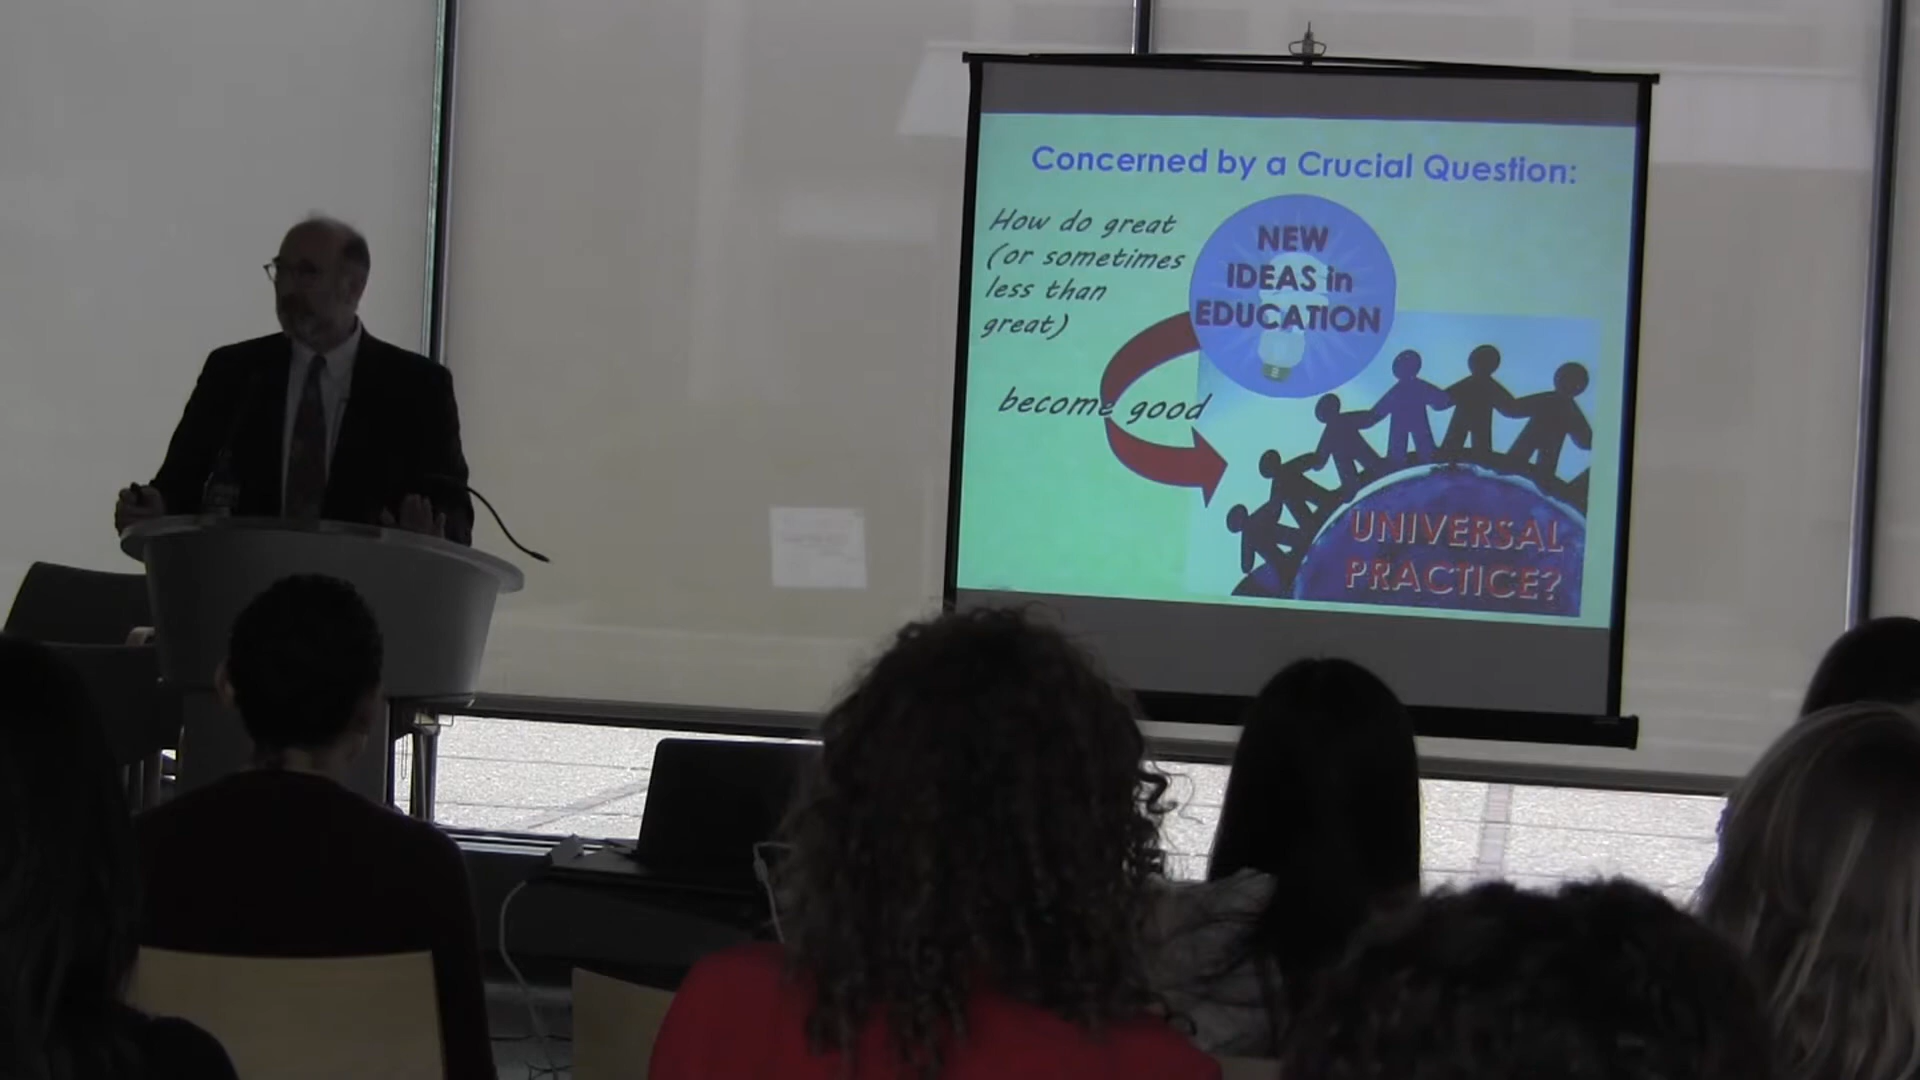 Concerned by a Crucial Question:
How do great
(or sometimes
less than
great)
NEW
IDEAS in
EDUCATION
become good
UNIVERSAL
PRACTICE?